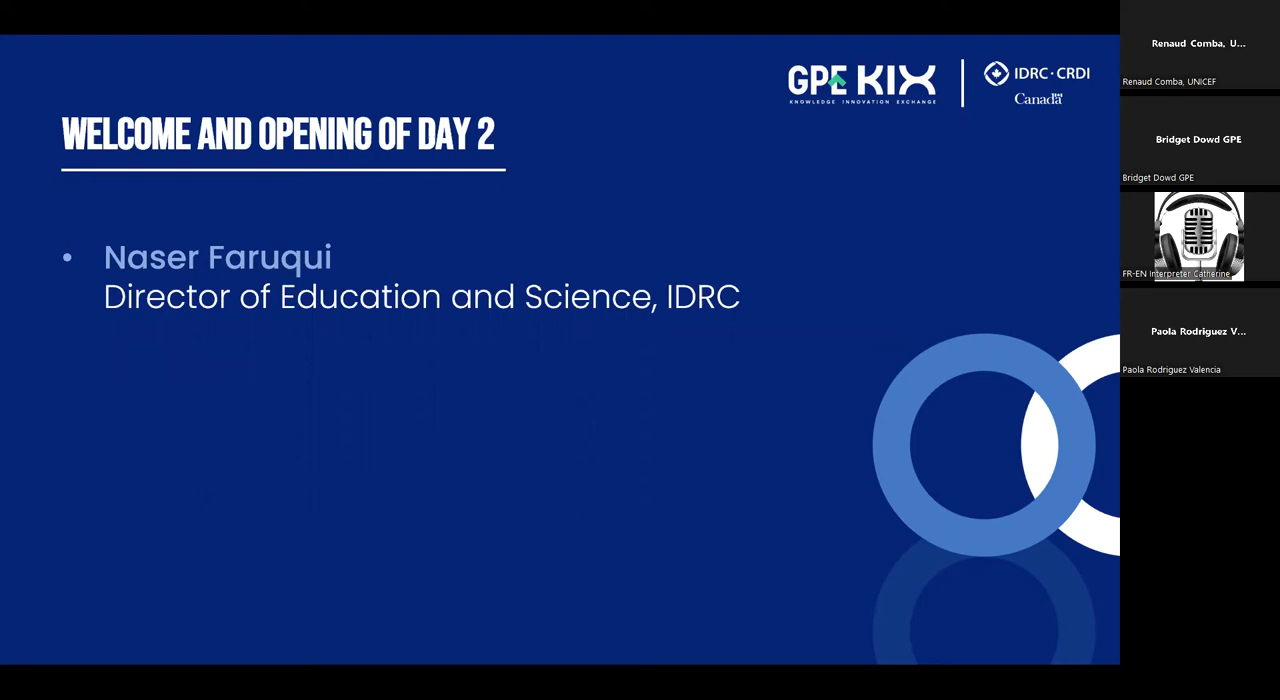 GPE KIX
KNOWLEDGE INNOVATION EXCHANGE
IDRC · CRDI
Canada
WELCOME AND OPENING OF DAY 2
• Naser Faruqui
Director of Education and Science, IDRC
Renaud Comba, U...
Renaud Comba, UNICEF
Bridget Dowd GPE
Bridget Dowd GPE
FR-EN Interpreter Catherine
Paola Rodriguez V...
Paola Rodriguez Valencia